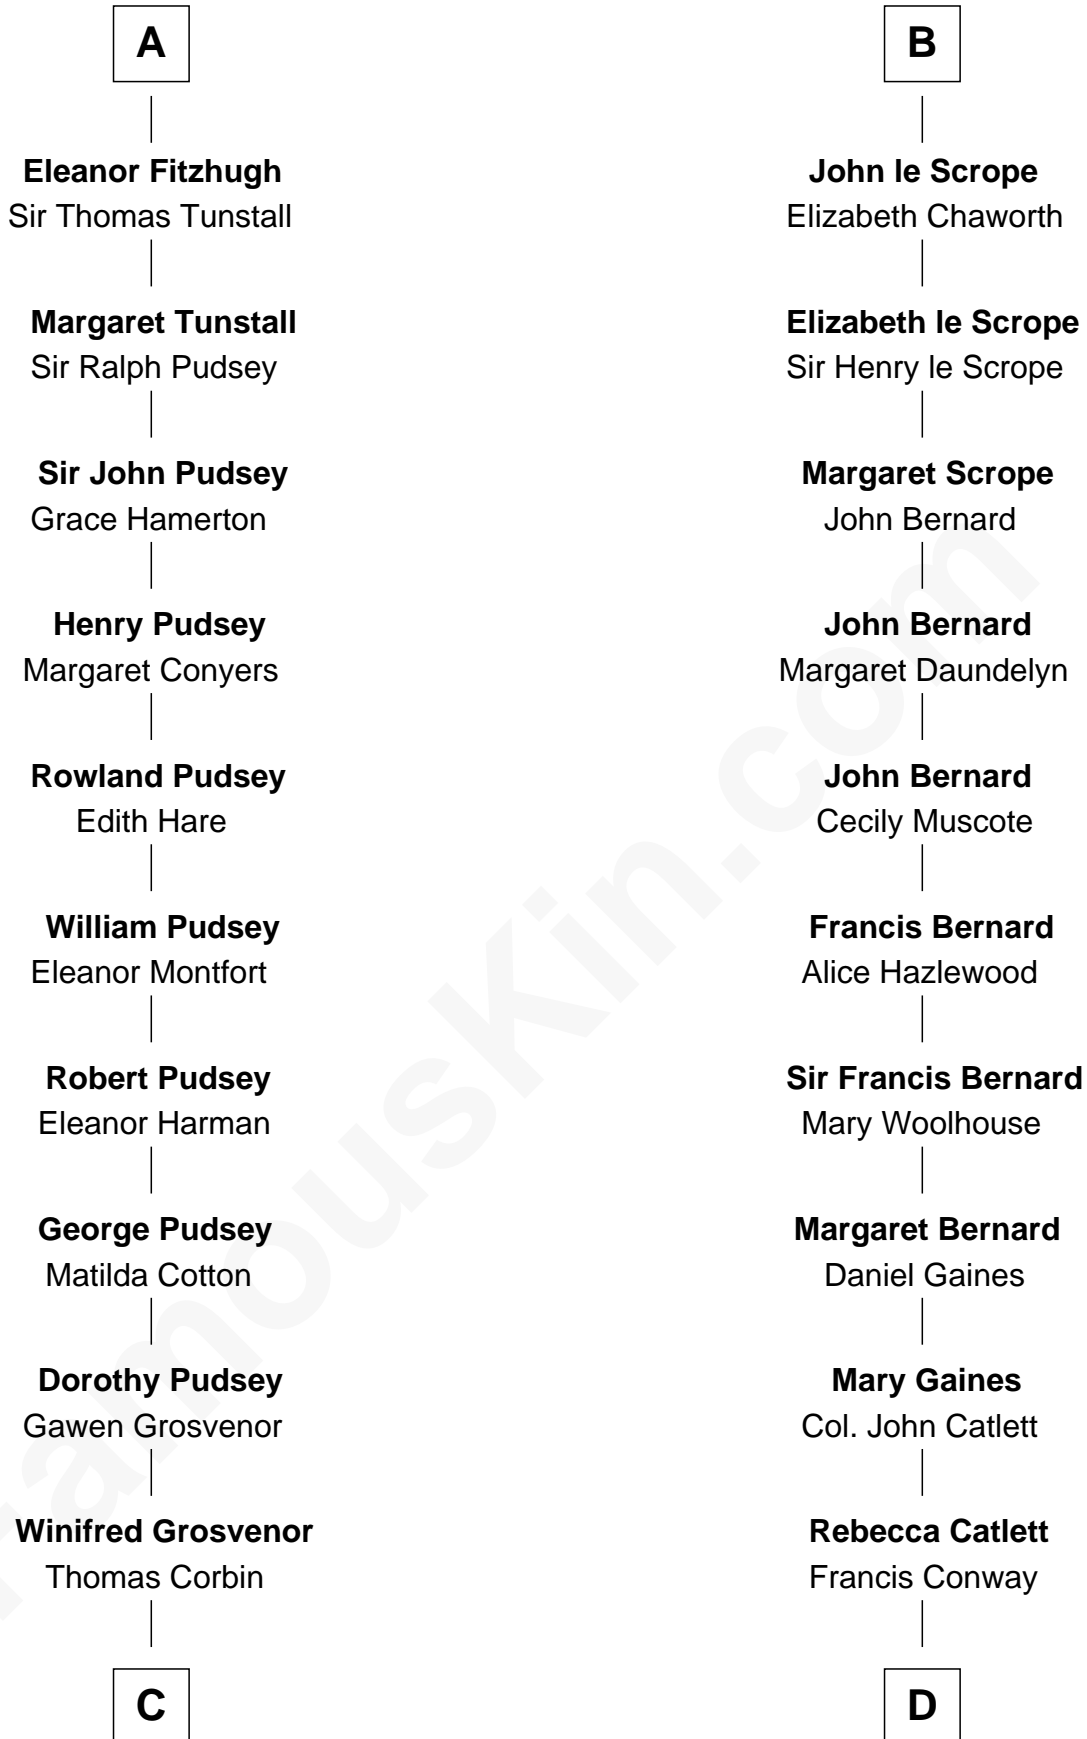 A
Eleanor Fitzhugh
Sir Thomas Tunstall
Margaret Tunstall
Sir Ralph Pudsey
Sir John Pudsey
Grace Hamerton
Henry Pudsey
Margaret Conyers
Rowland Pudsey
Edith Hare
William Pudsey
Eleanor Montfort
Robert Pudsey
Eleanor Harman
George Pudsey
Matilda Cotton
Dorothy Pudsey
Gawen Grosvenor
Winifred Grosvenor
Thomas Corbin
C
B
John le Scrope
Elizabeth Chaworth
Elizabeth le Scrope
Sir Henry le Scrope
Margaret Scrope
John Bernard
John Bernard
Margaret Daundelyn
John Bernard
Cecily Muscote
Francis Bernard
Alice Hazlewood
Sir Francis Bernard
Mary Woolhouse
Margaret Bernard
Daniel Gaines
Mary Gaines
Col. John Catlett
Rebecca Catlett
Francis Conway
D
FamousKin.com